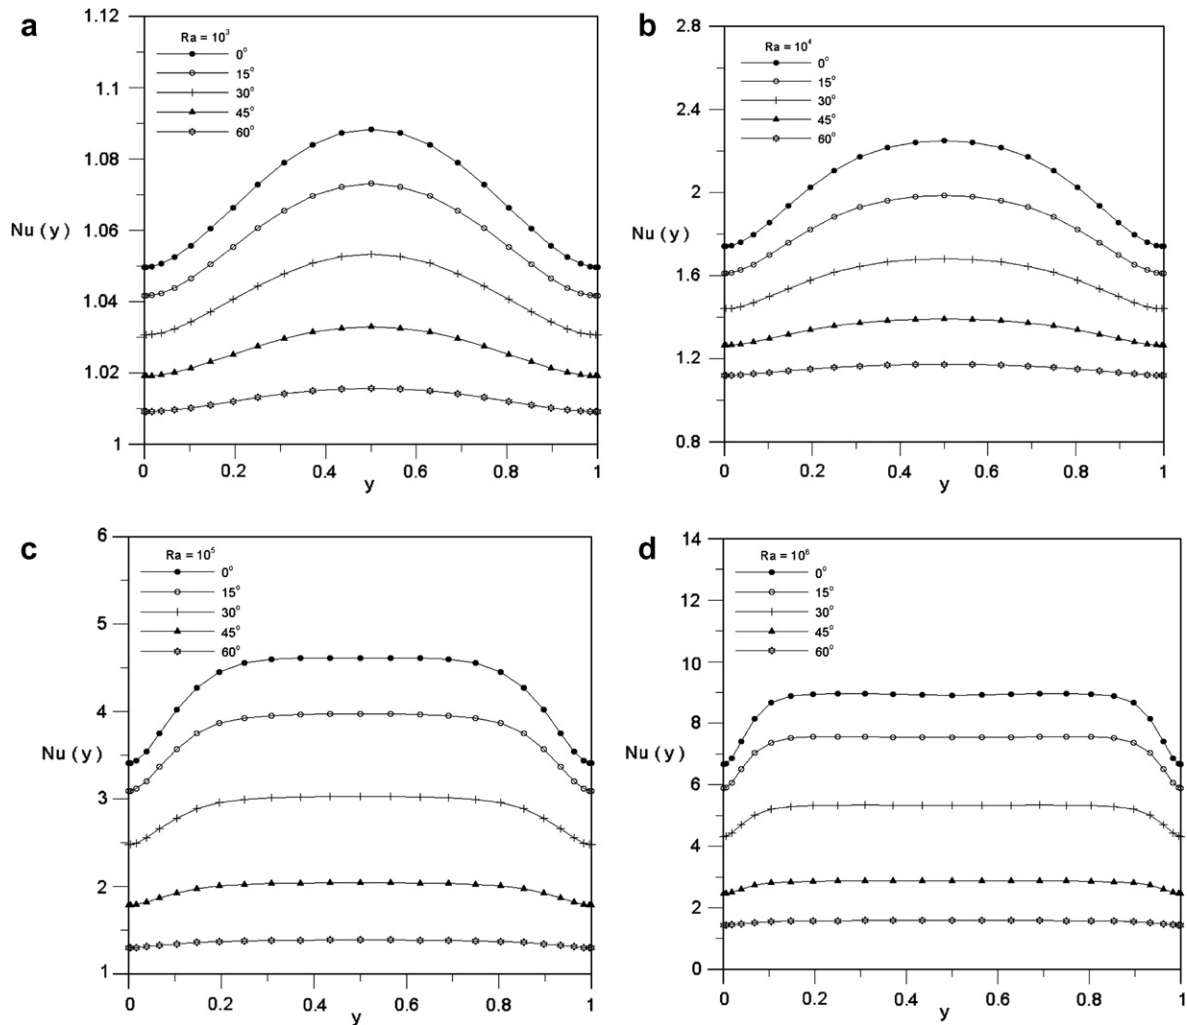 a
Ra = 10³
0°
15°
30°
45°
60°
1.12
1.1
1.08
1.06
1.04
1.02
1
Nu (y)
0 0.2 0.4 0.6 0.8 1
y
b
Ra = 10⁴
0°
15°
30°
45°
60°
2.8
2.4
2
1.6
1.2
0.8
Nu (y)
0 0.2 0.4 0.6 0.8 1
y
c
Ra = 10⁵
0°
15°
30°
45°
60°
6
5
4
3
2
1
Nu (y)
0 0.2 0.4 0.6 0.8 1
y
d
Ra = 10⁶
0°
15°
30°
45°
60°
14
12
10
8
6
4
2
0
Nu (y)
0 0.2 0.4 0.6 0.8 1
y